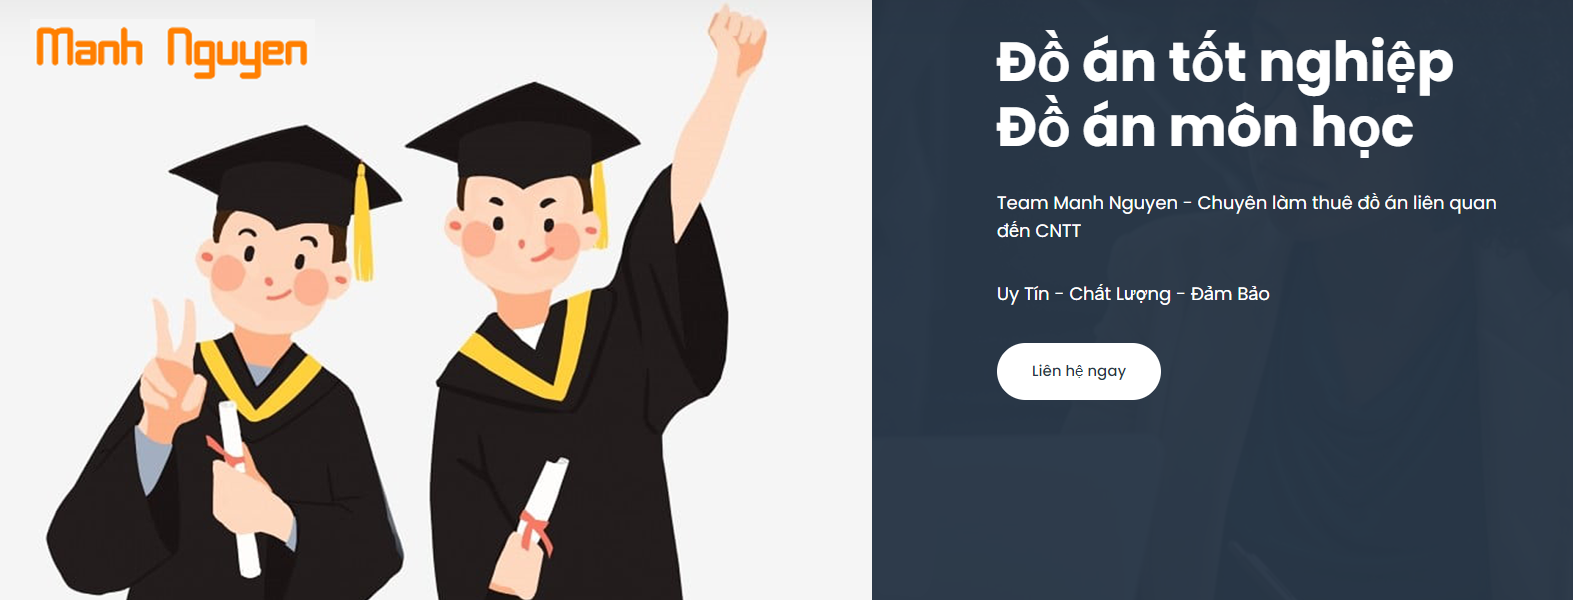 Manh Nguyen
Đồ án tốt nghiệp
Đồ án môn học
Team Manh Nguyen - Chuyên làm thuê đồ án liên quan
đến CNTT
Uy Tín - Chất Lượng - Đảm Bảo
Liên hệ ngay